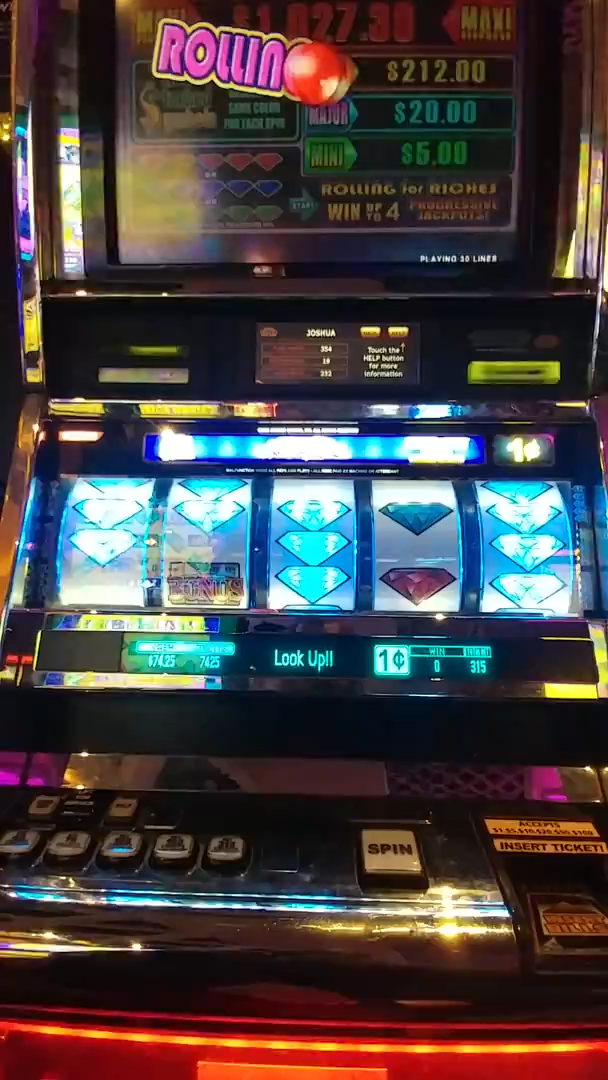 MAXI $1,027.30 MAXI
ROLLIN
$212.00
SAME COLOR
FOR EACH SPIN
MAJOR $20.00
MINI $5.00
ROLLING for RICHES
START
WIN UP TO 4 PROGRESSIVE JACKPOTS!
PLAYING 30 LINES
JOSHUA
354
18
232
Touch the
HELP button
for more
information
1¢
BONUS
$74.25 7425
Look Up!!
1¢
WIN
0 315
SPIN
ACCEPTS
$1,$5,$10,$20,$50,$100
INSERT TICKET!